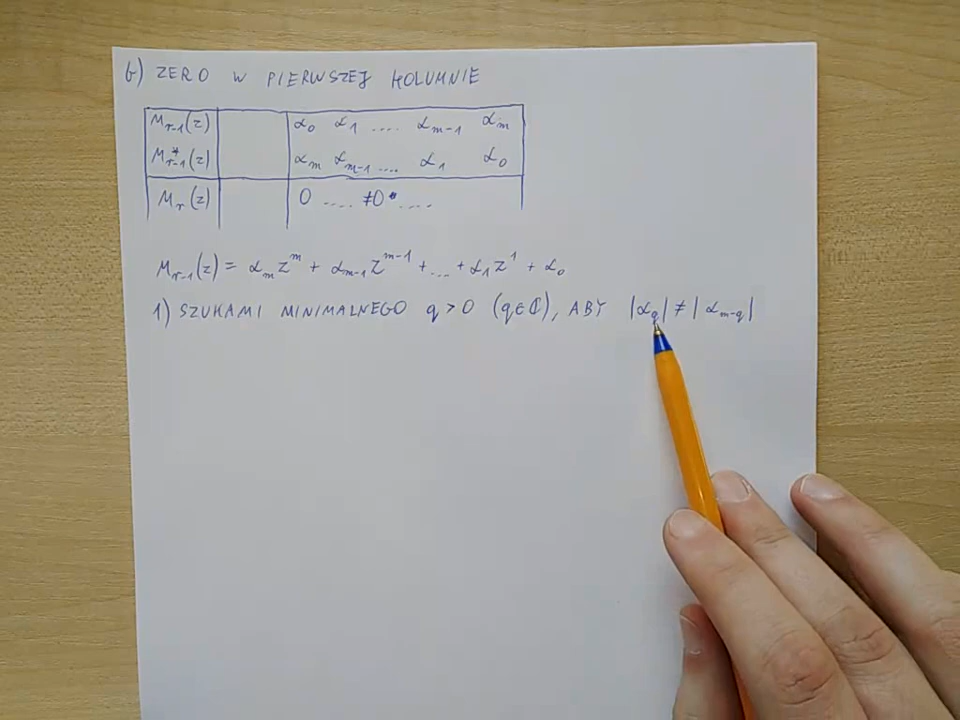 b) ZERO W PIERWSZEJ KOLUMNIE
M_{r-1}(z) α_0 α_1 .... α_{m-1} α_m
M*_{r-1}(z) α_m α_{m-1} .... α_1 α_0
M_r(z) 0 .... ≠0 ....
M_{r-1}(z) = α_m z^m + α_{m-1} z^{m-1} + ... + α_1 z^1 + α_0
1) SZUKAMI MINIMALNEGO q > 0 (q∈ℂ), ABY |α_q| ≠ |α_{m-q}|